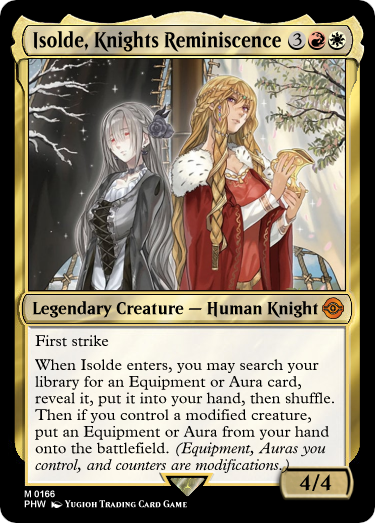 Isolde, Knights Reminiscence 3
Legendary Creature — Human Knight
First strike
When Isolde enters, you may search your
library for an Equipment or Aura card,
reveal it, put it into your hand, then shuffle.
Then if you control a modified creature,
put an Equipment or Aura from your hand
onto the battlefield. (Equipment, Auras you
control, and counters are modifications.)
4/4
M 0166
PHW Yugioh Trading Card Game